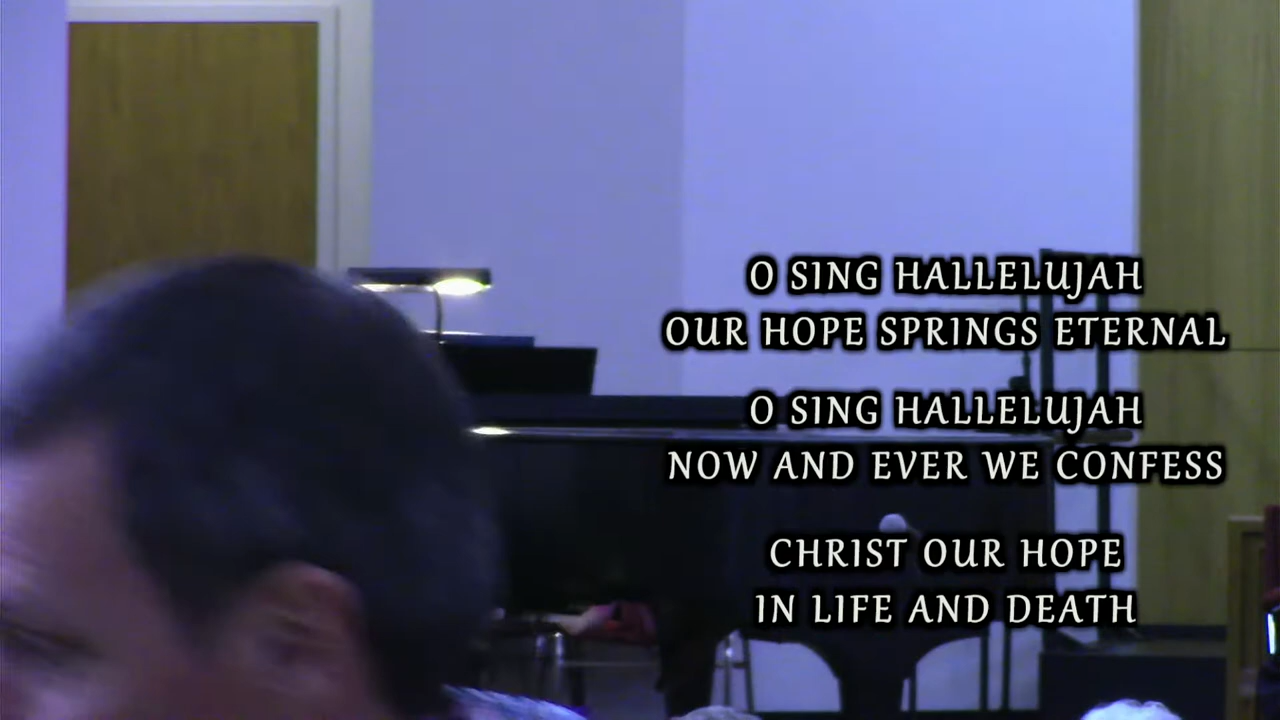 O SING HALLELUJAH
OUR HOPE SPRINGS ETERNAL
O SING HALLELUJAH
NOW AND EVER WE CONFESS
CHRIST OUR HOPE
IN LIFE AND DEATH